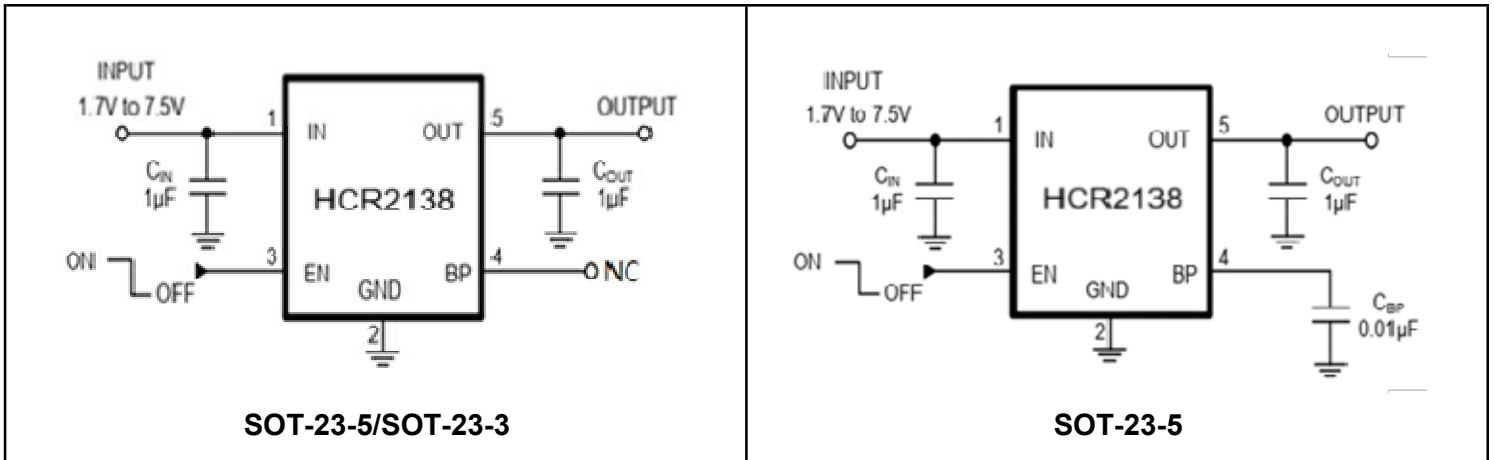 INPUT
1.7V to 7.5V
OUTPUT
1
IN
OUT
5
CIN
1µF
HCR2138
COUT
1µF
ON
OFF
3
EN
GND
BP
4
NC
2
SOT-23-5/SOT-23-3
INPUT
1.7V to 7.5V
OUTPUT
1
IN
OUT
5
CIN
1µF
HCR2138
COUT
1µF
ON
OFF
3
EN
GND
BP
4
2
CBP
0.01µF
SOT-23-5